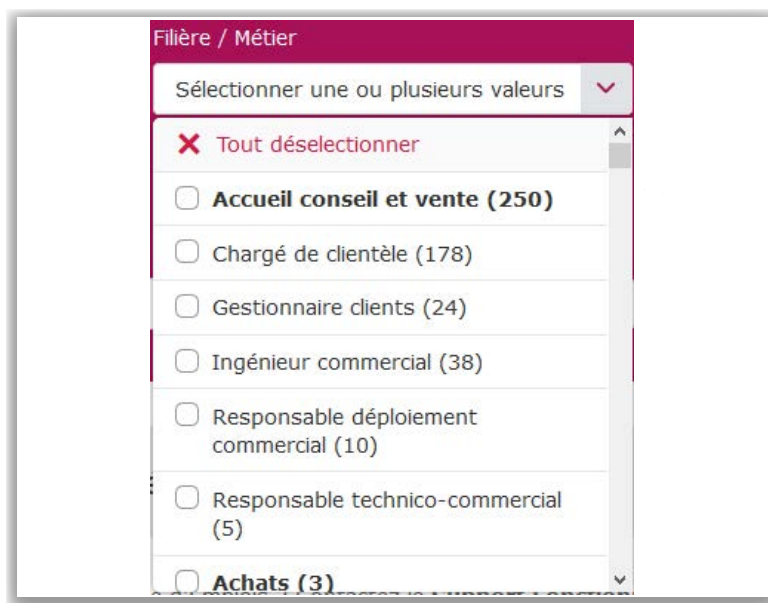 Filière / Métier
Sélectionner une ou plusieurs valeurs
Tout déselectionner
Accueil conseil et vente (250)
Chargé de clientèle (178)
Gestionnaire clients (24)
Ingénieur commercial (38)
Responsable déploiement
commercial (10)
Responsable technico-commercial
(5)
Achats (3)